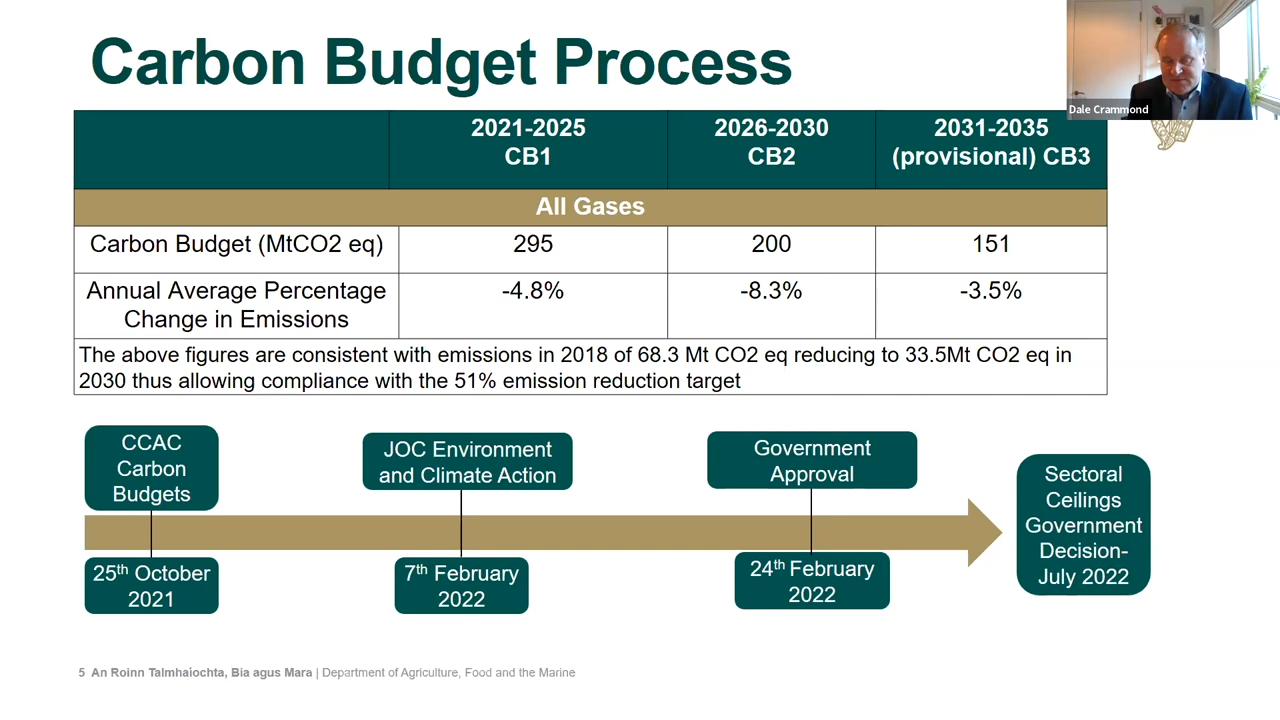 Carbon Budget Process
Dale Crammond
2021-2025
CB1
2026-2030
CB2
2031-2035
(provisional) CB3
All Gases
Carbon Budget (MtCO2 eq)
295
200
151
Annual Average Percentage
Change in Emissions
-4.8%
-8.3%
-3.5%
The above figures are consistent with emissions in 2018 of 68.3 Mt CO2 eq reducing to 33.5Mt CO2 eq in
2030 thus allowing compliance with the 51% emission reduction target
CCAC
Carbon
Budgets
JOC Environment
and Climate Action
Government
Approval
Sectoral
Ceilings
Government
Decision-
July 2022
25th October
2021
7th February
2022
24th February
2022
5 An Roinn Talmhaíochta, Bia agus Mara | Department of Agriculture, Food and the Marine